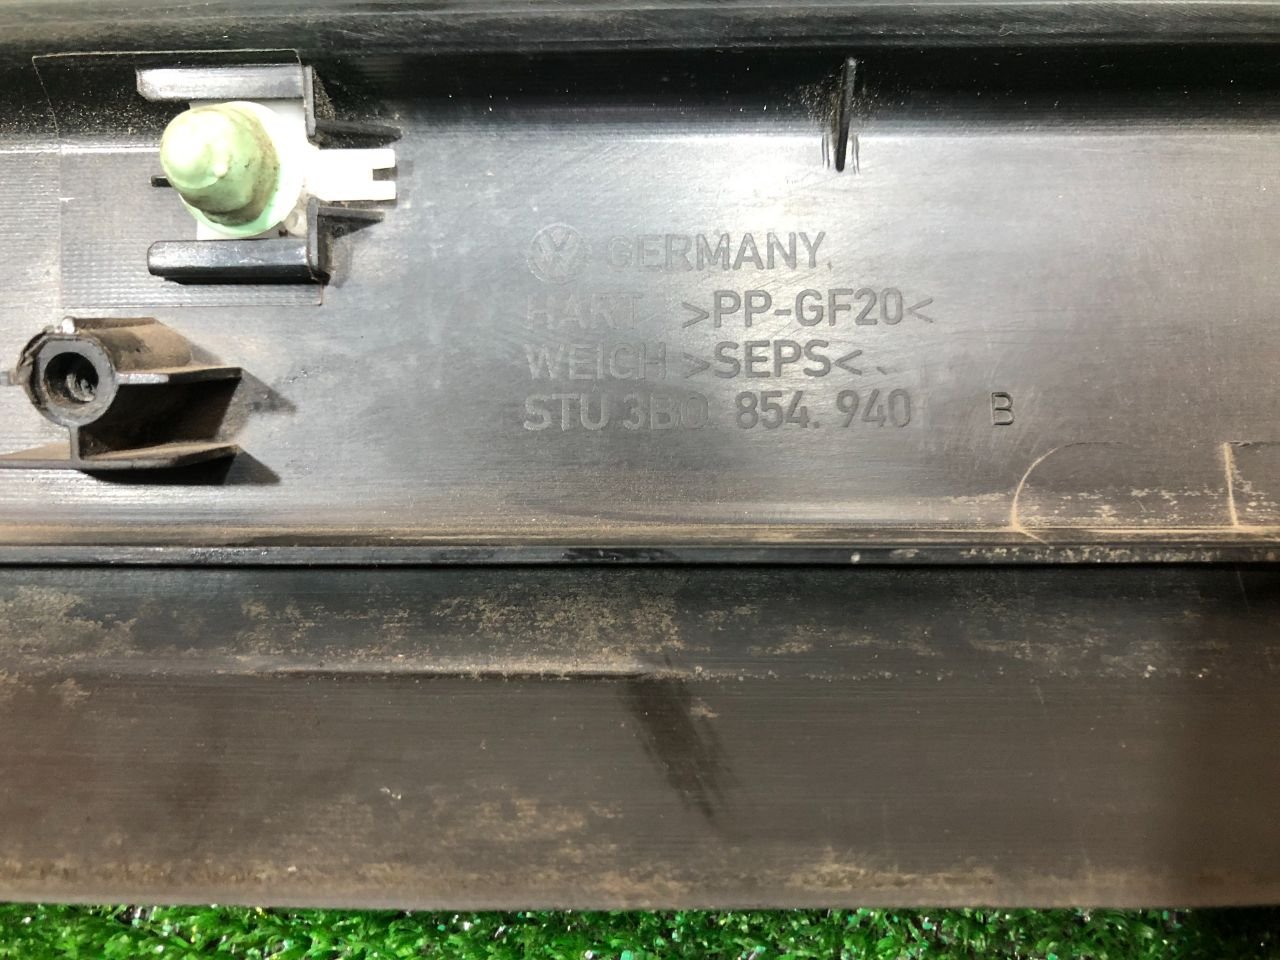 GERMANY.
HART >PP-GF20<
WEICH >SEPS<.
STU 3B0. 854. 940 B